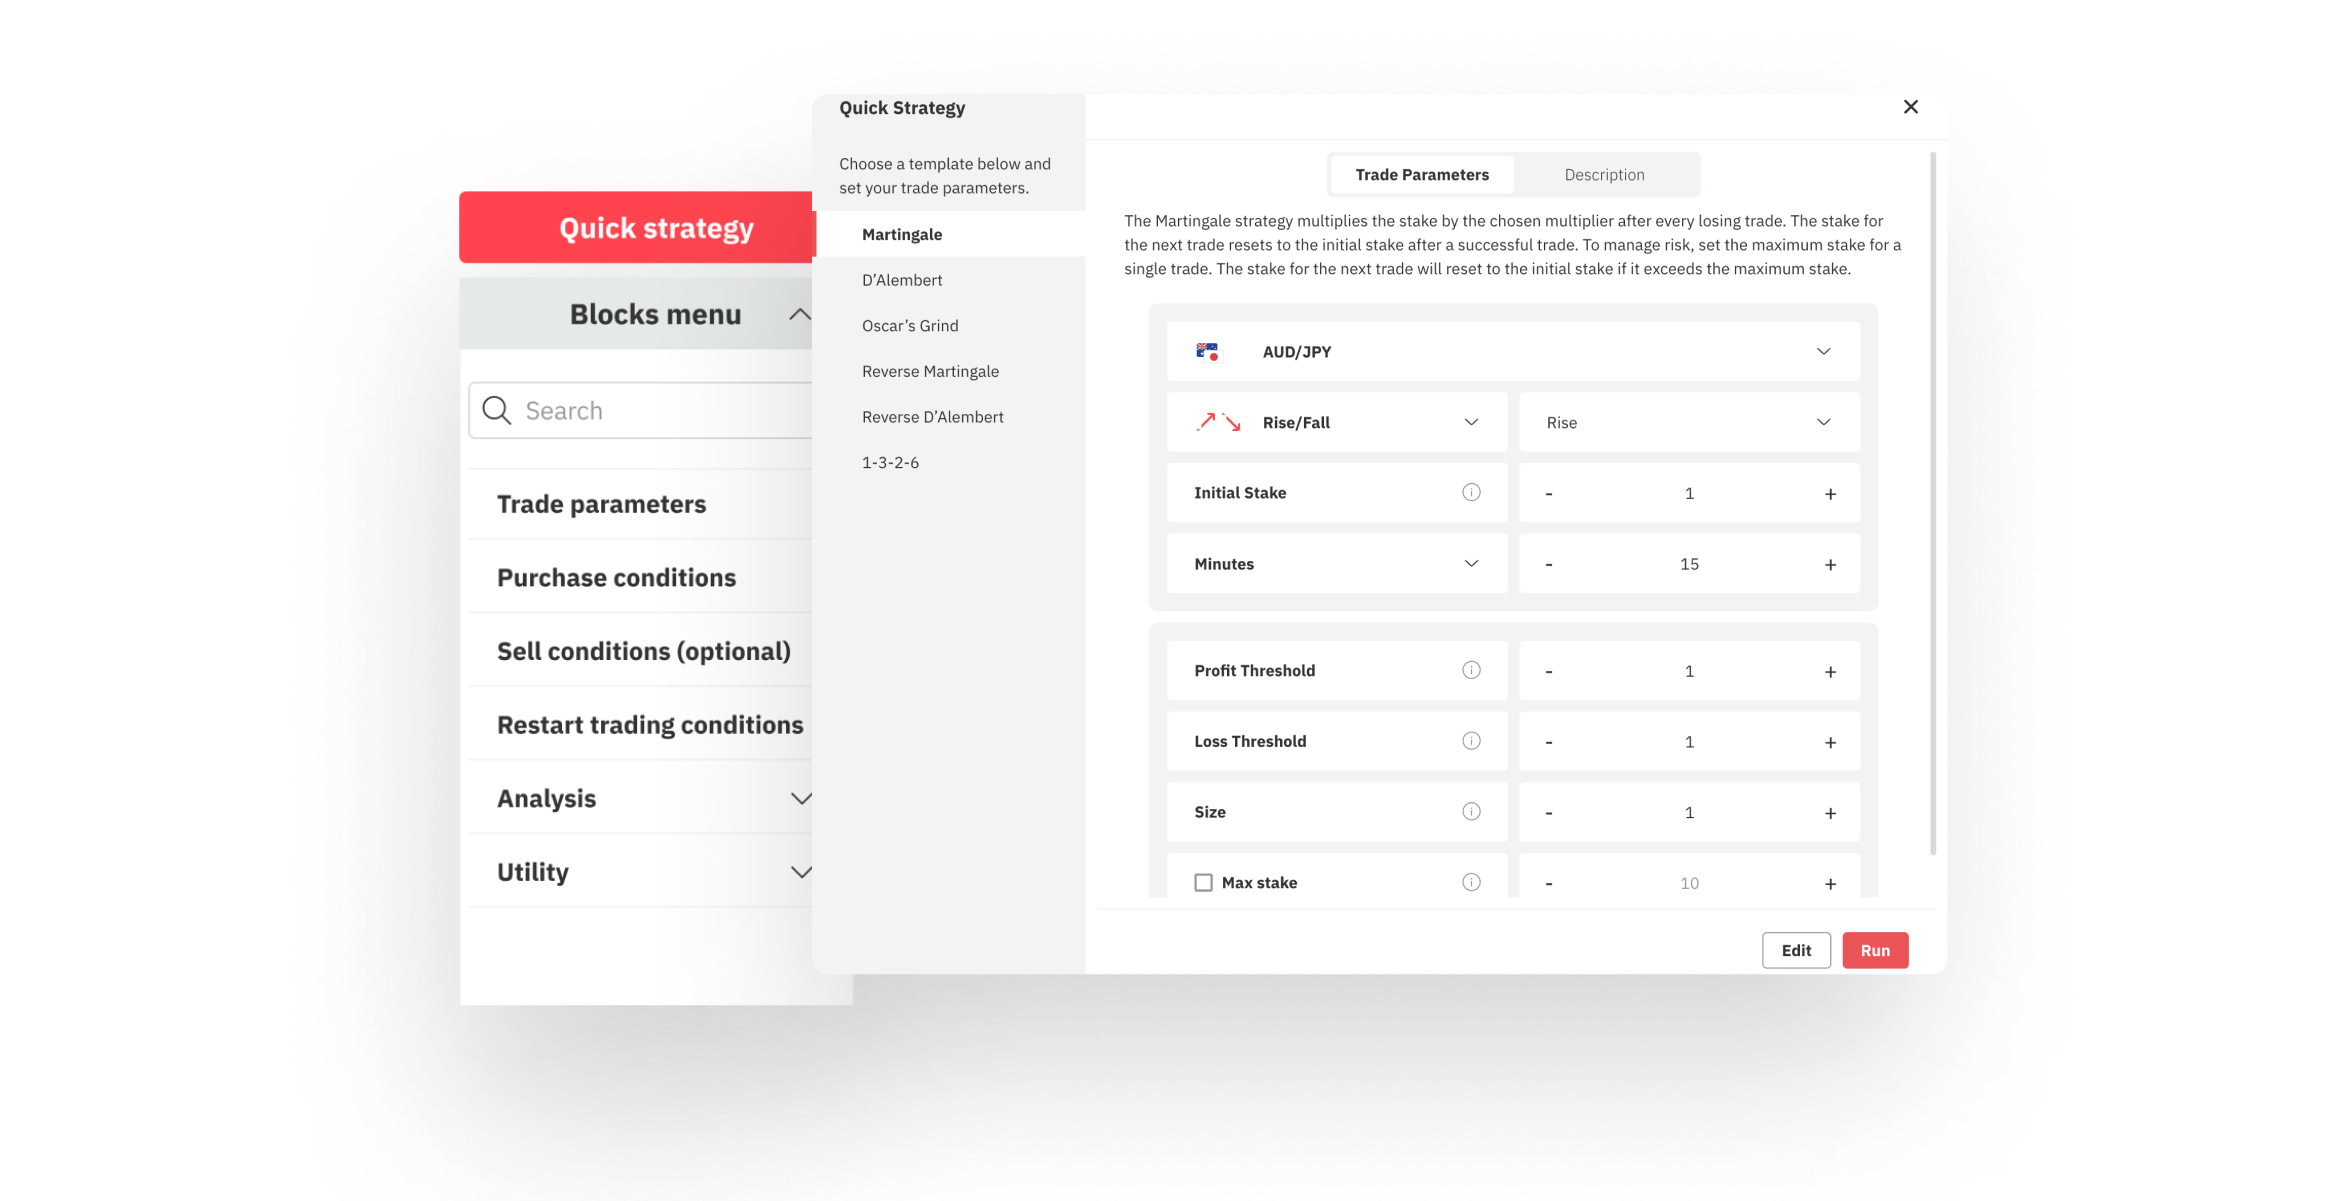 Quick strategy
Blocks menu
Search
Trade parameters
Purchase conditions
Sell conditions (optional)
Restart trading conditions
Analysis
Utility
Quick Strategy
Choose a template below and
set your trade parameters.
Martingale
D’Alembert
Oscar’s Grind
Reverse Martingale
Reverse D’Alembert
1-3-2-6
Trade Parameters
Description
The Martingale strategy multiplies the stake by the chosen multiplier after every losing trade. The stake for
the next trade resets to the initial stake after a successful trade. To manage risk, set the maximum stake for a
single trade. The stake for the next trade will reset to the initial stake if it exceeds the maximum stake.
AUD/JPY
Rise/Fall
Rise
Initial Stake
- 1 +
Minutes
- 15 +
Profit Threshold
- 1 +
Loss Threshold
- 1 +
Size
- 1 +
Max stake
- 10 +
Edit
Run